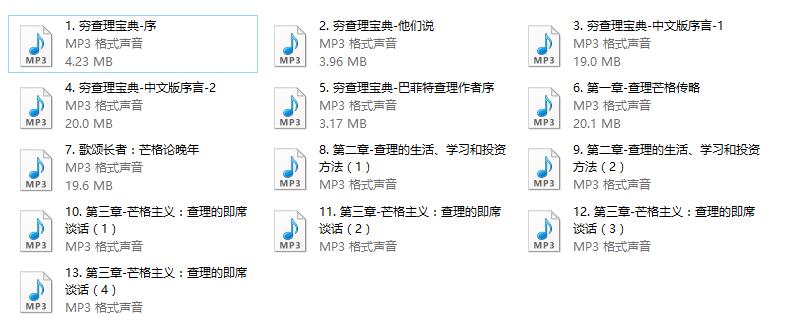 1. 穷查理宝典-序
MP3 格式声音
4.23 MB
MP3
2. 穷查理宝典-他们说
MP3 格式声音
3.96 MB
MP3
3. 穷查理宝典-中文版序言-1
MP3 格式声音
19.0 MB
MP3
4. 穷查理宝典-中文版序言-2
MP3 格式声音
20.0 MB
MP3
5. 穷查理宝典-巴菲特查理作者序
MP3 格式声音
3.17 MB
MP3
6. 第一章-查理芒格传略
MP3 格式声音
20.1 MB
MP3
7. 歌颂长者：芒格论晚年
MP3 格式声音
19.6 MB
MP3
8. 第二章-查理的生活、学习和投资
方法（1）
MP3 格式声音
MP3
9. 第二章-查理的生活、学习和投资
方法（2）
MP3 格式声音
MP3
10. 第三章-芒格主义：查理的即席
谈话（1）
MP3 格式声音
MP3
11. 第三章-芒格主义：查理的即席
谈话（2）
MP3 格式声音
MP3
12. 第三章-芒格主义：查理的即席
谈话（3）
MP3 格式声音
MP3
13. 第三章-芒格主义：查理的即席
谈话（4）
MP3 格式声音
MP3